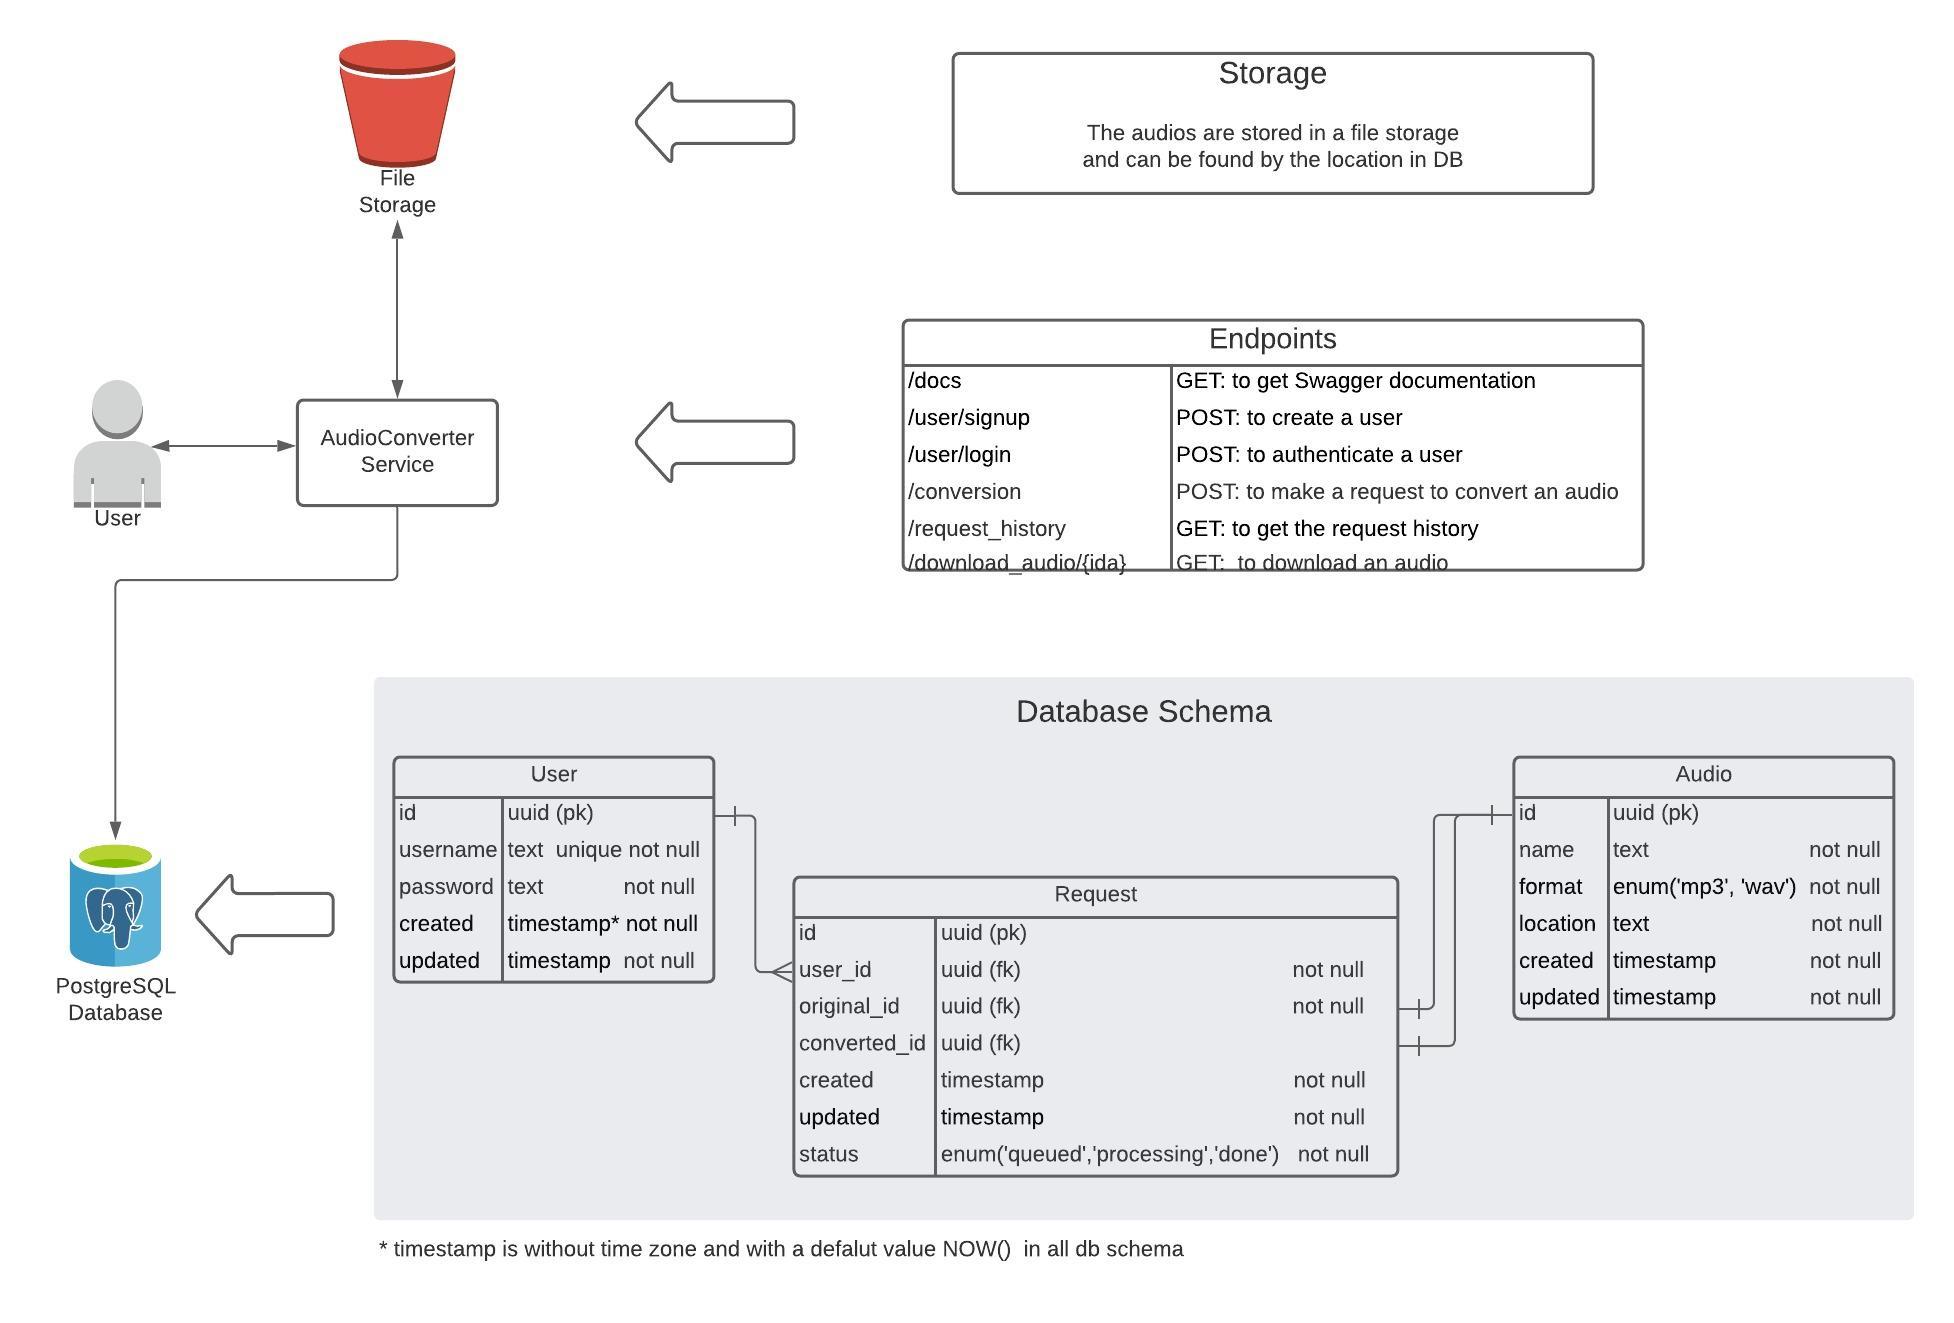 File
Storage
Storage
The audios are stored in a file storage
and can be found by the location in DB
User
AudioConverter
Service
Endpoints
/docs GET: to get Swagger documentation
/user/signup POST: to create a user
/user/login POST: to authenticate a user
/conversion POST: to make a request to convert an audio
/request_history GET: to get the request history
/download_audio/{ida} GET: to download an audio
PostgreSQL
Database
Database Schema
User
id uuid (pk)
username text unique not null
password text not null
created timestamp* not null
updated timestamp not null
Request
id uuid (pk)
user_id uuid (fk) not null
original_id uuid (fk) not null
converted_id uuid (fk)
created timestamp not null
updated timestamp not null
status enum('queued','processing','done') not null
Audio
id uuid (pk)
name text not null
format enum('mp3', 'wav') not null
location text not null
created timestamp not null
updated timestamp not null
* timestamp is without time zone and with a defalut value NOW() in all db schema